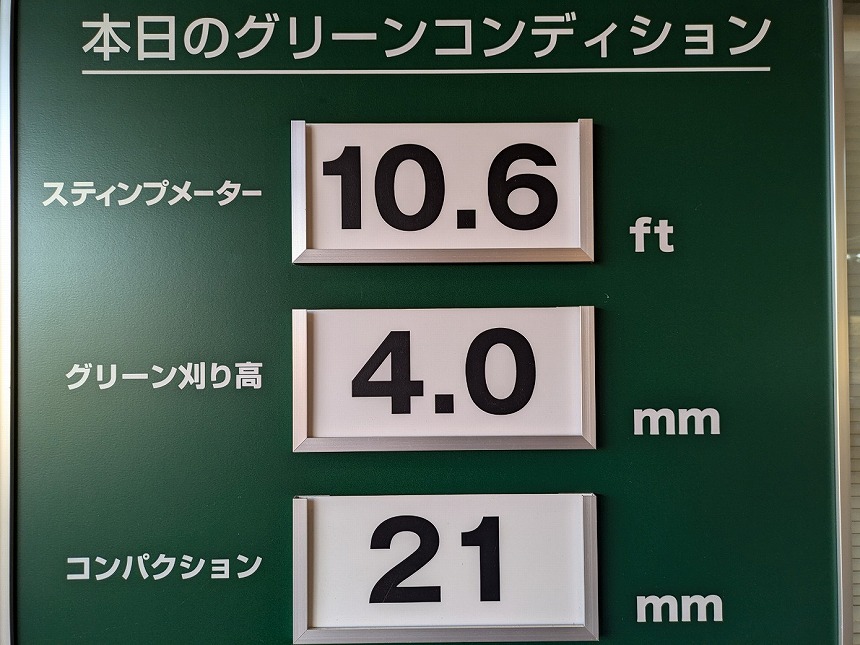 本日のグリーンコンディション
スティンプメーター 10.6 ft
グリーン刈り高 4.0 mm
コンパクション 21 mm